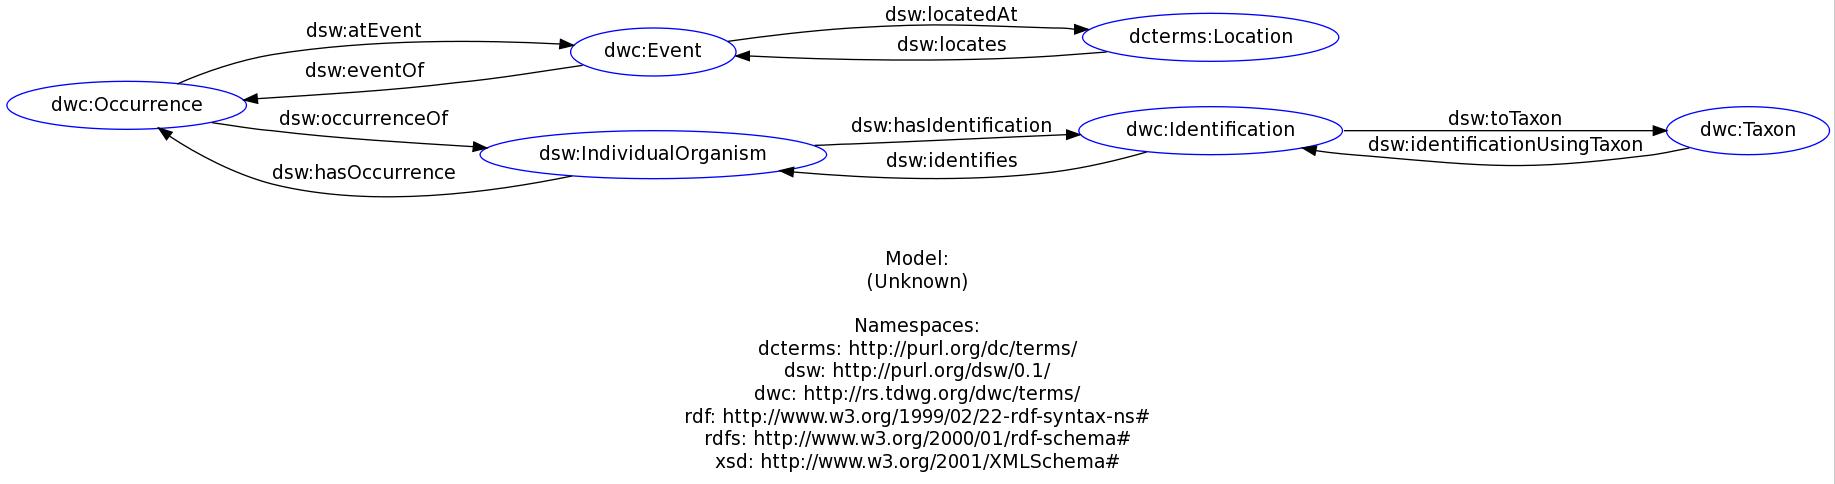 dsw:locatedAt
dsw:atEvent
dcterms:Location
dwc:Event
dsw:locates
dsw:eventOf
dwc:Occurrence
dsw:occurrenceOf
dsw:hasIdentification
dsw:toTaxon
dwc:Identification
dwc:Taxon
dsw:identificationUsingTaxon
dsw:IndividualOrganism
dsw:identifies
dsw:hasOccurrence
Model:
(Unknown)
Namespaces:
dcterms: http://purl.org/dc/terms/
dsw: http://purl.org/dsw/0.1/
dwc: http://rs.tdwg.org/dwc/terms/
rdf: http://www.w3.org/1999/02/22-rdf-syntax-ns#
rdfs: http://www.w3.org/2000/01/rdf-schema#
xsd: http://www.w3.org/2001/XMLSchema#